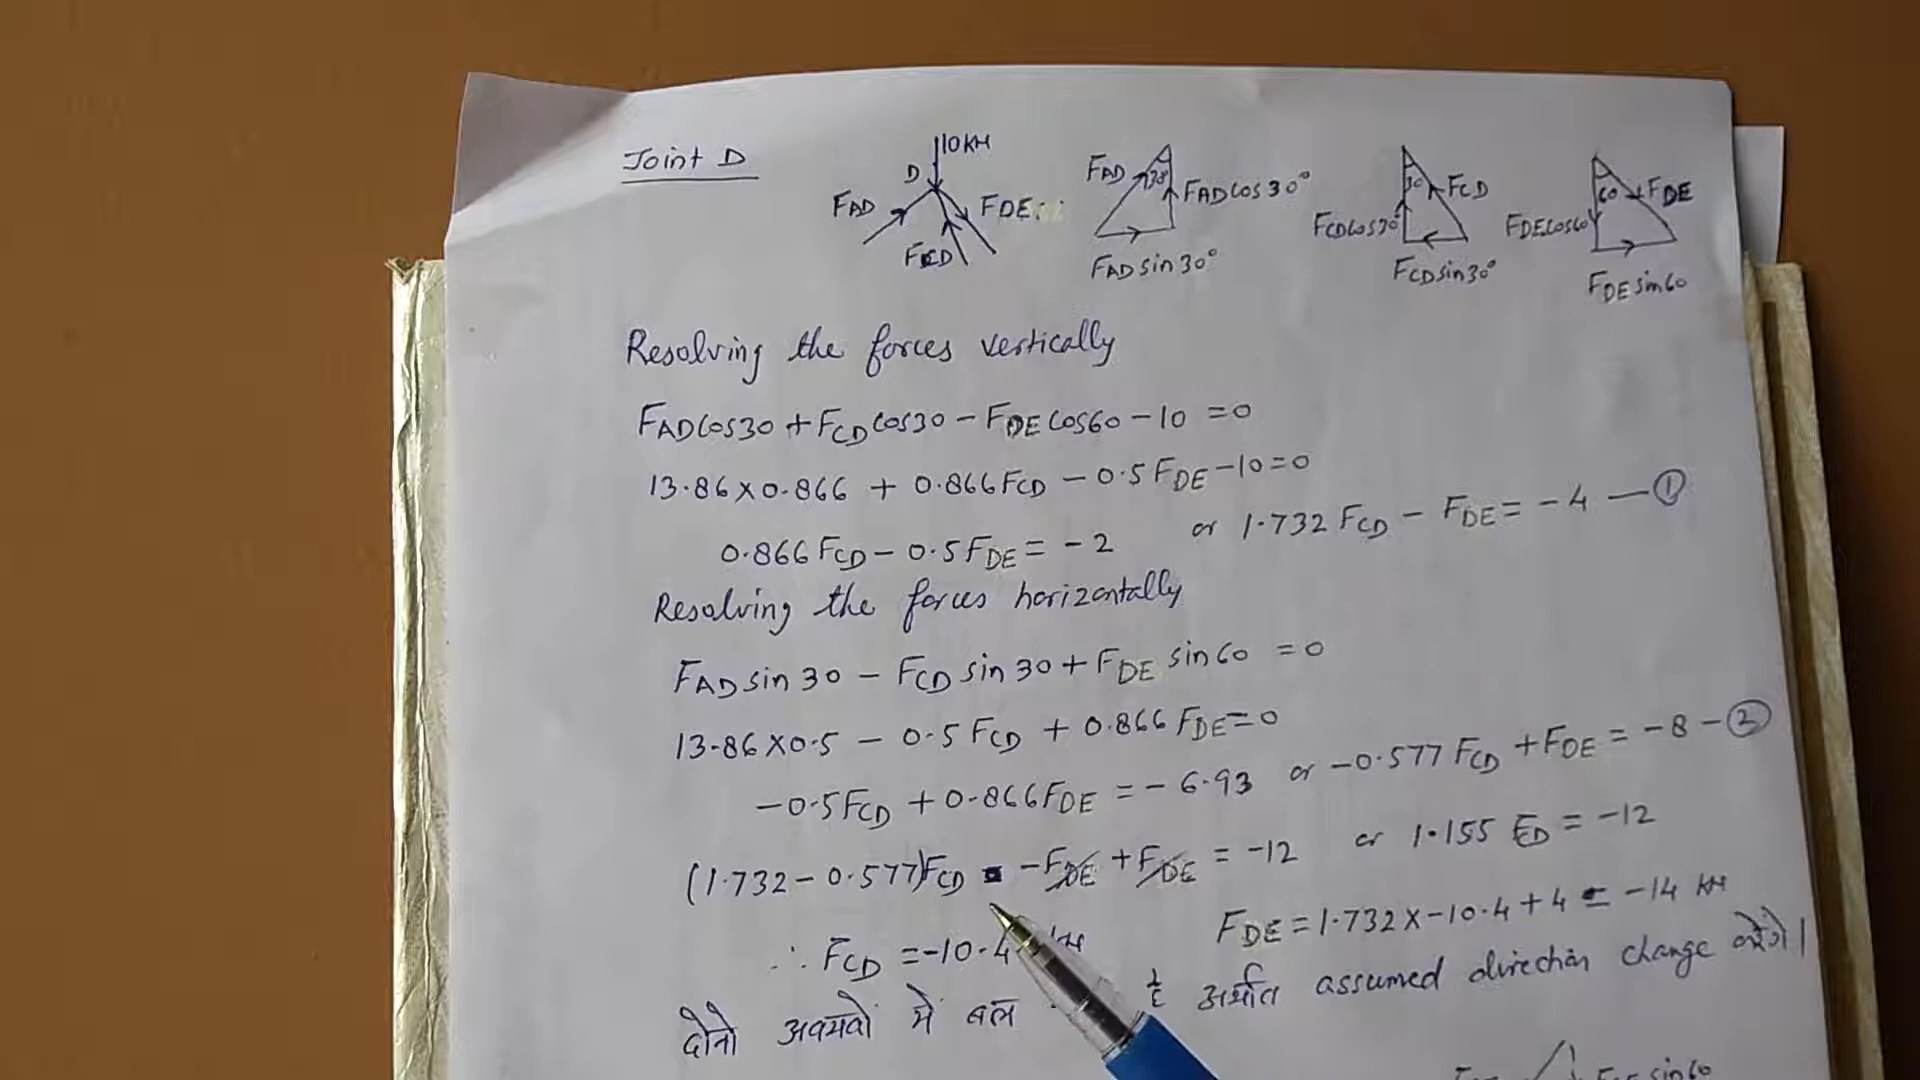 Joint D
10KN
D
FAD
FDE
FCD
FAD 30
FADCos30°
FADSin30°
30 FCD
FCDCos30°
FCDSin30°
60 FDE
FDECos60
FDE Sin60
Resolving the forces vertically
FADCos30 + FCDCos30 - FDECos60 - 10 = 0
13.86 × 0.866 + 0.866FCD - 0.5FDE - 10 = 0
0.866FCD - 0.5FDE = -2 or 1.732 FCD - FDE = -4 — ①
Resolving the forces horizontally
FAD Sin 30 - FCD Sin 30 + FDE Sin 60 = 0
13.86 × 0.5 - 0.5 FCD + 0.866 FDE = 0
-0.5FCD + 0.866FDE = -6.93 or -0.577 FCD + FDE = -8 - ②
(1.732 - 0.577)FCD - FDE + FDE = -12 or 1.155 FCD = -12
∴ FCD = -10.4 KN FDE = 1.732 × -10.4 + 4 = -14 KN
दोनो अवयवों में बल है अर्थात assumed direction change करेंगे।
Sin60